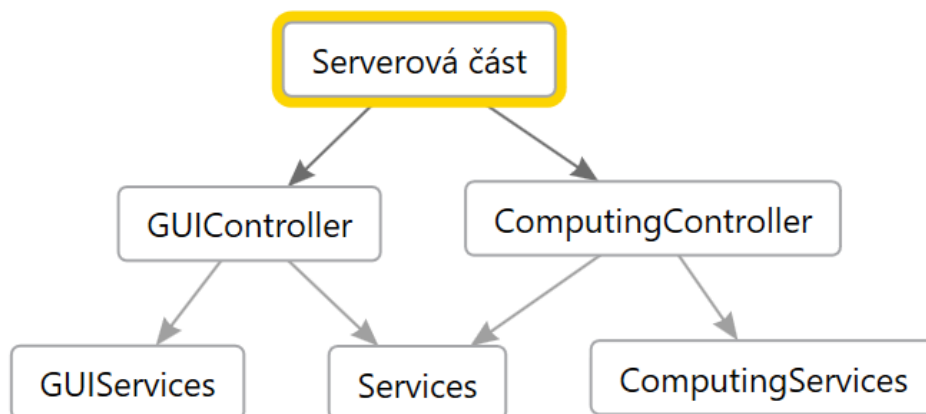 Serverová část
GUIController
ComputingController
GUIServices
Services
ComputingServices